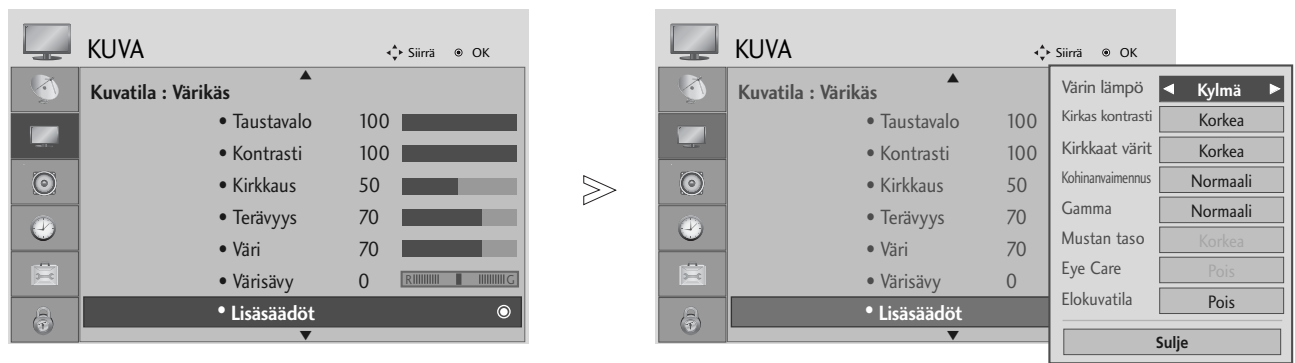 KUVA
Siirrä OK
Kuvatila : Värikäs
• Taustavalo 100
• Kontrasti 100
• Kirkkaus 50
• Terävyys 70
• Väri 70
• Värisävy 0 R G
• Lisäsäädöt
KUVA
Siirrä OK
Kuvatila : Värikäs
• Taustavalo 100
• Kontrasti 100
• Kirkkaus 50
• Terävyys 70
• Väri 70
• Värisävy 0
• Lisäsäädöt
Värin lämpö Kylmä
Kirkas kontrasti Korkea
Kirkkaat värit Korkea
Kohinanvaimennus Normaali
Gamma Normaali
Mustan taso Korkea
Eye Care Pois
Elokuvatila Pois
Sulje